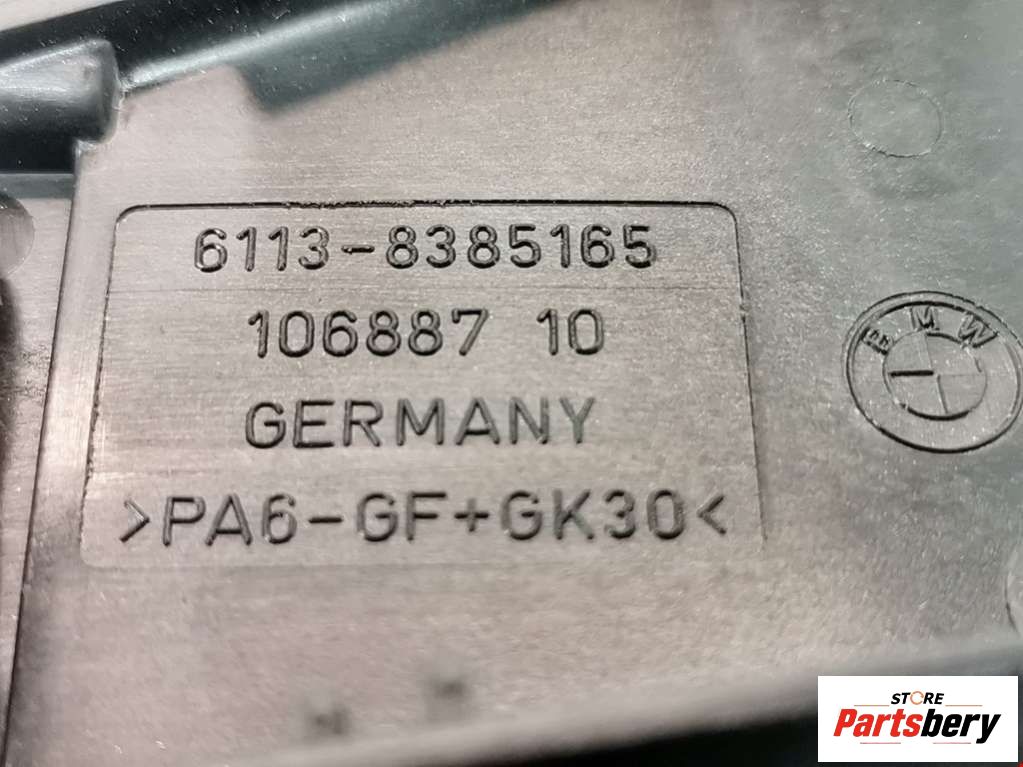 6113-8385165
106887 10
GERMANY
>PA6-GF+GK30<
BMW
STORE
Partsbery